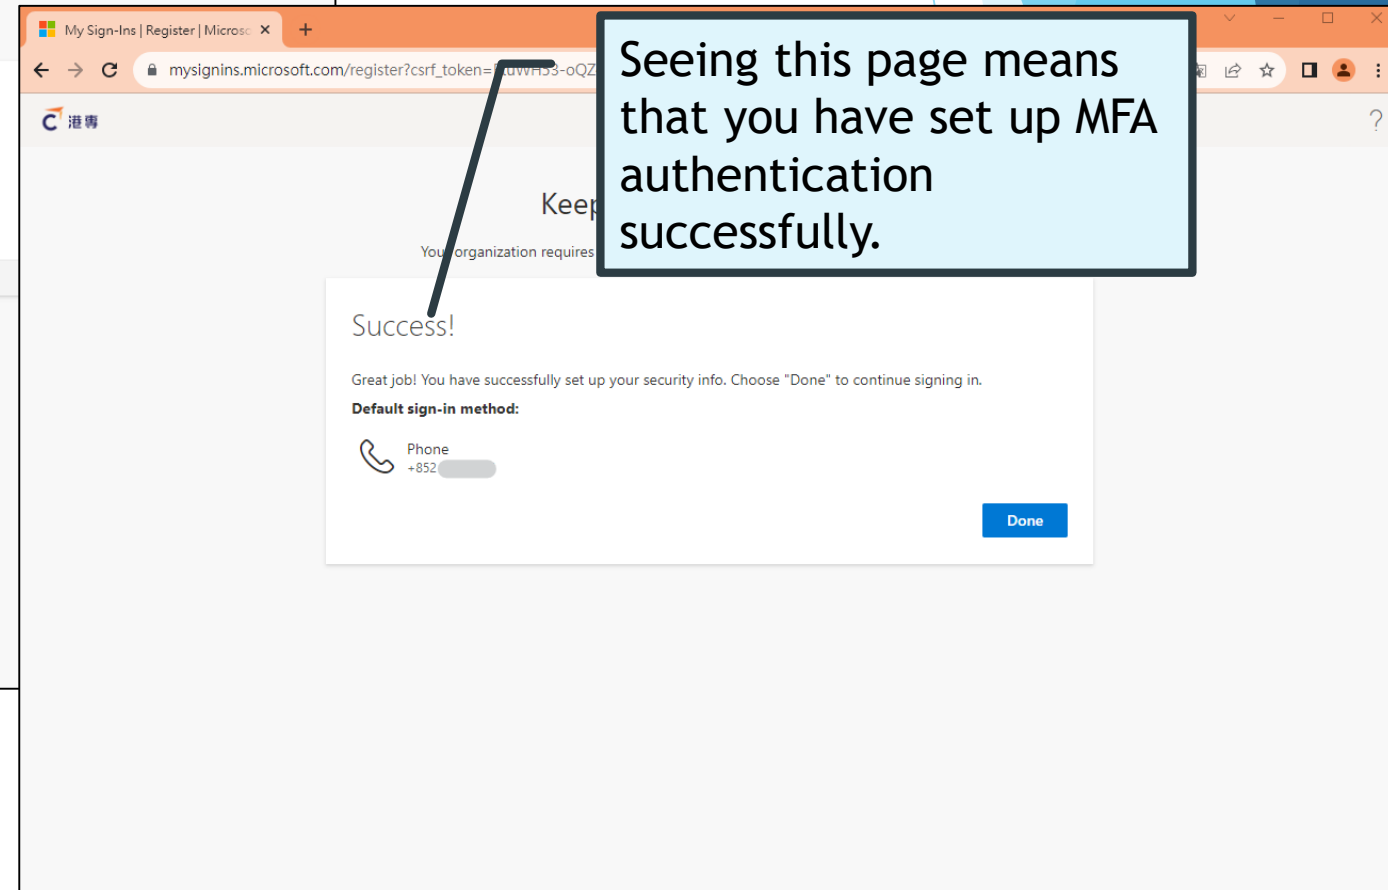 My Sign-Ins | Register | Microsc
mysignins.microsoft.com/register?csrf_token=
Seeing this page means
that you have set up MFA
authentication
successfully.
港專
Keep
Your organization requires
Success!
Great job! You have successfully set up your security info. Choose "Done" to continue signing in.
Default sign-in method:
Phone
+852
Done